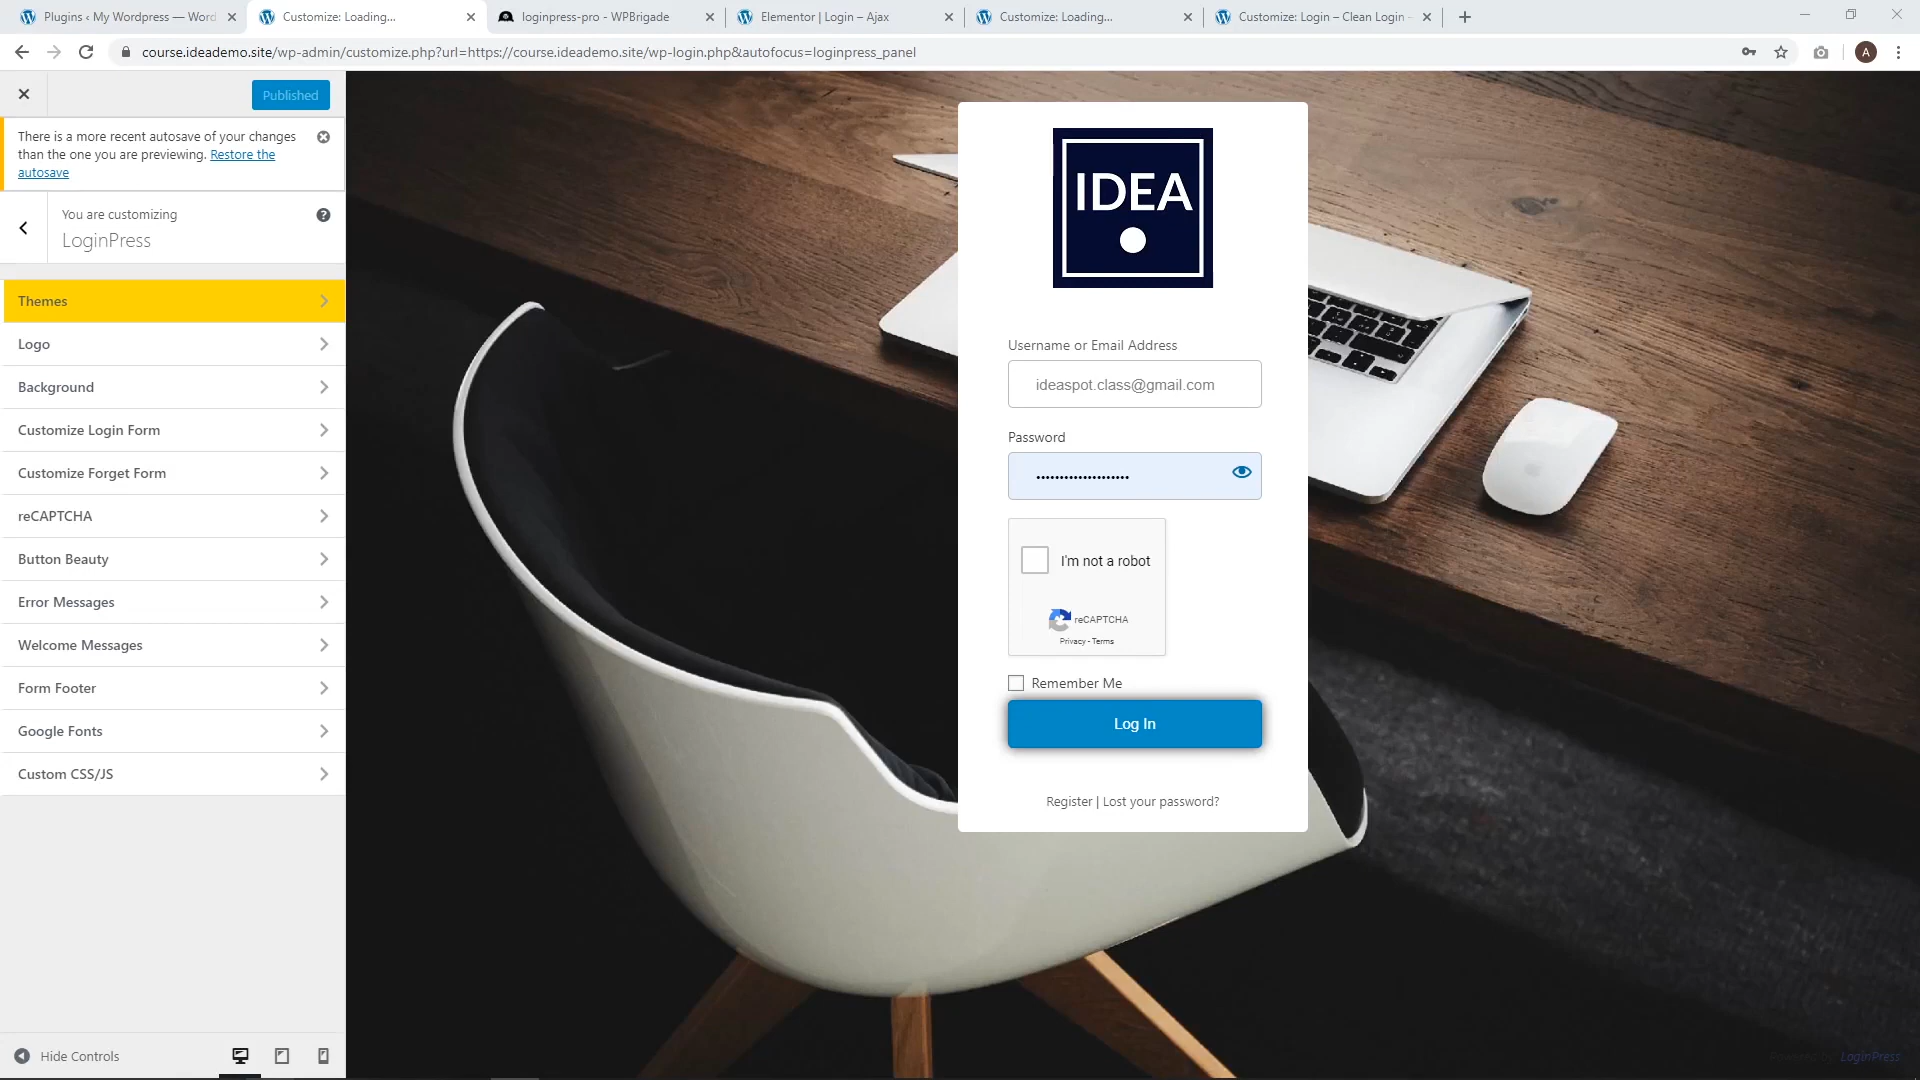 Plugins ‹ My Wordpress — Word
Customize: Loading...
loginpress-pro - WPBrigade
Elementor | Login – Ajax
Customize: Loading...
Customize: Login – Clean Login -
course.ideademo.site/wp-admin/customize.php?url=https://course.ideademo.site/wp-login.php&autofocus=loginpress_panel
A
Published
There is a more recent autosave of your changes
than the one you are previewing. Restore the
autosave
You are customizing
LoginPress
Themes
Logo
Background
Customize Login Form
Customize Forget Form
reCAPTCHA
Button Beauty
Error Messages
Welcome Messages
Form Footer
Google Fonts
Custom CSS/JS
Hide Controls
IDEA
Username or Email Address
ideaspot.class@gmail.com
Password
I'm not a robot
reCAPTCHA
Privacy - Terms
Remember Me
Log In
Register | Lost your password?
LoginPress